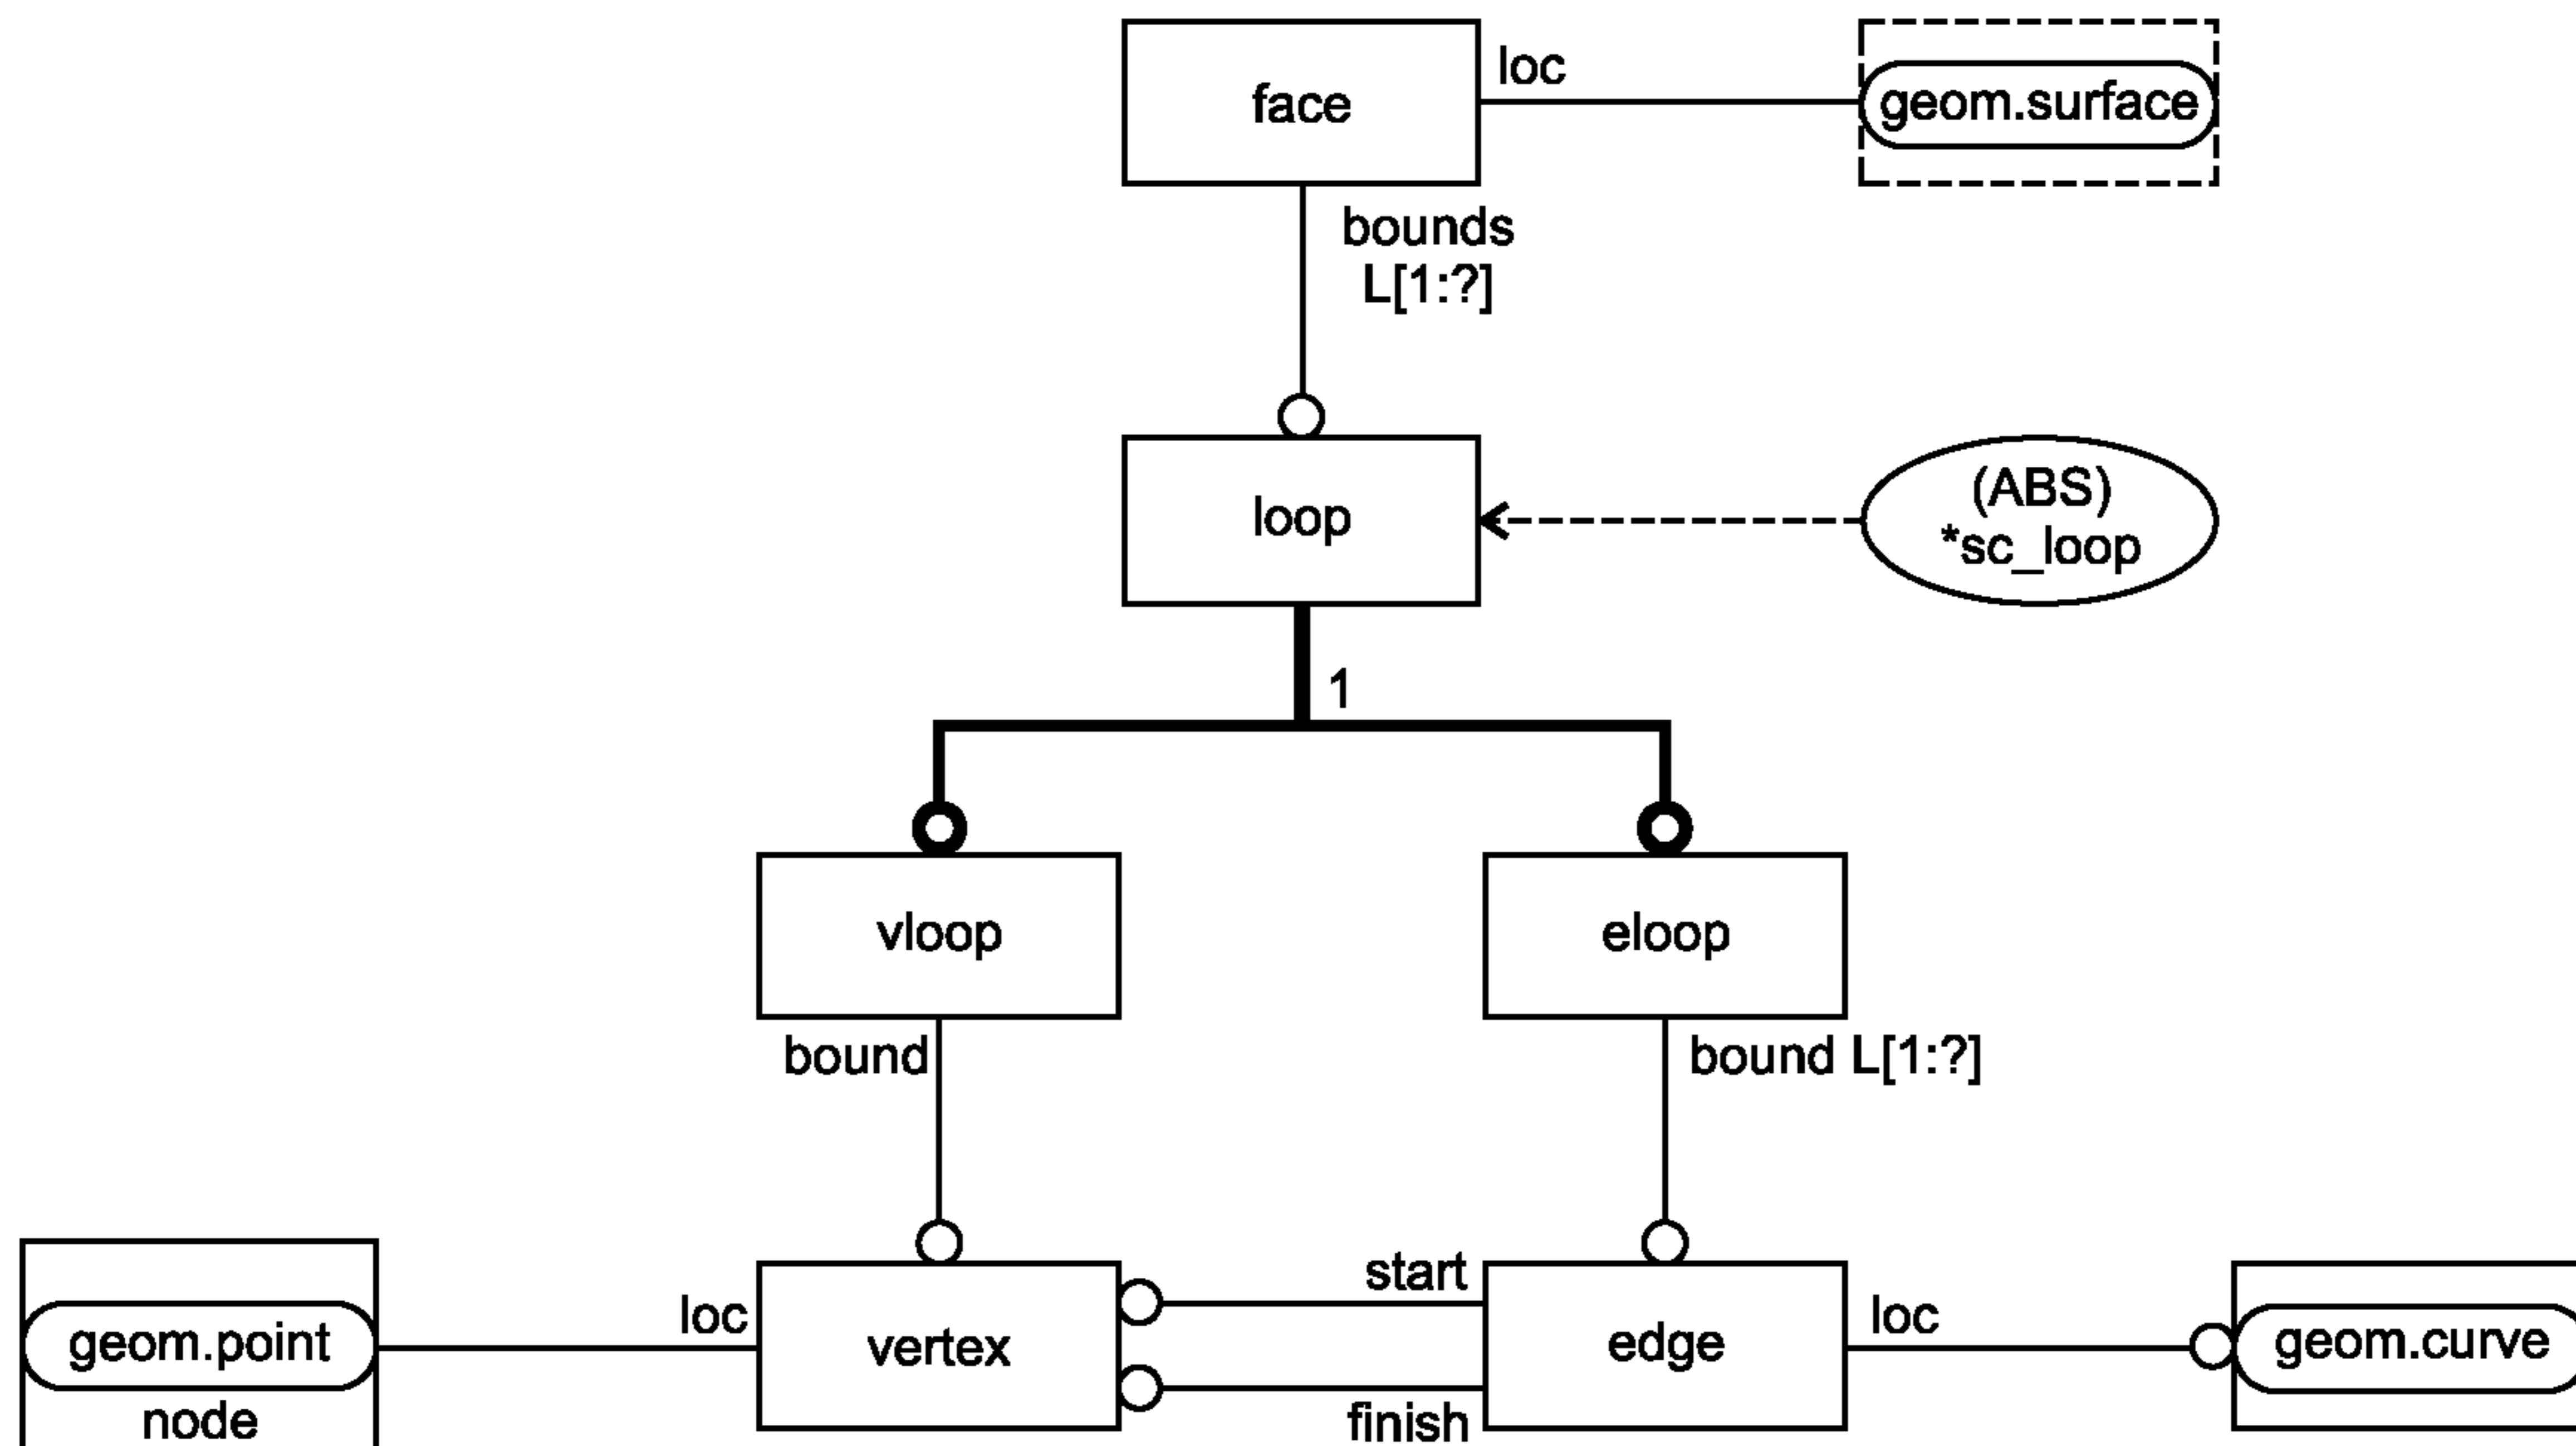 face
loc
geom.surface
bounds
L[1:?]
loop
(ABS)
*sc_loop
1
vloop
eloop
bound
bound L[1:?]
geom.point
node
loc
vertex
start
finish
edge
loc
geom.curve